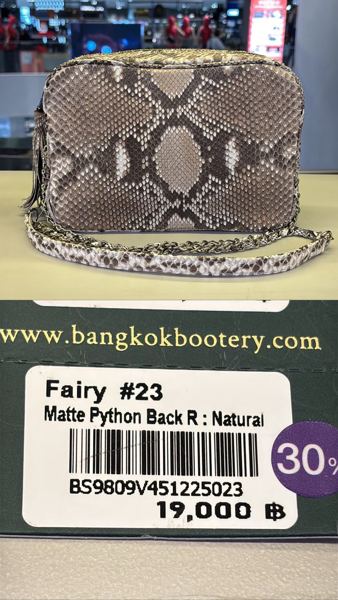 www.bangkokbootery.com
Fairy #23
Matte Python Back R : Natural
30%
BS9809V451225023
19,000 ฿